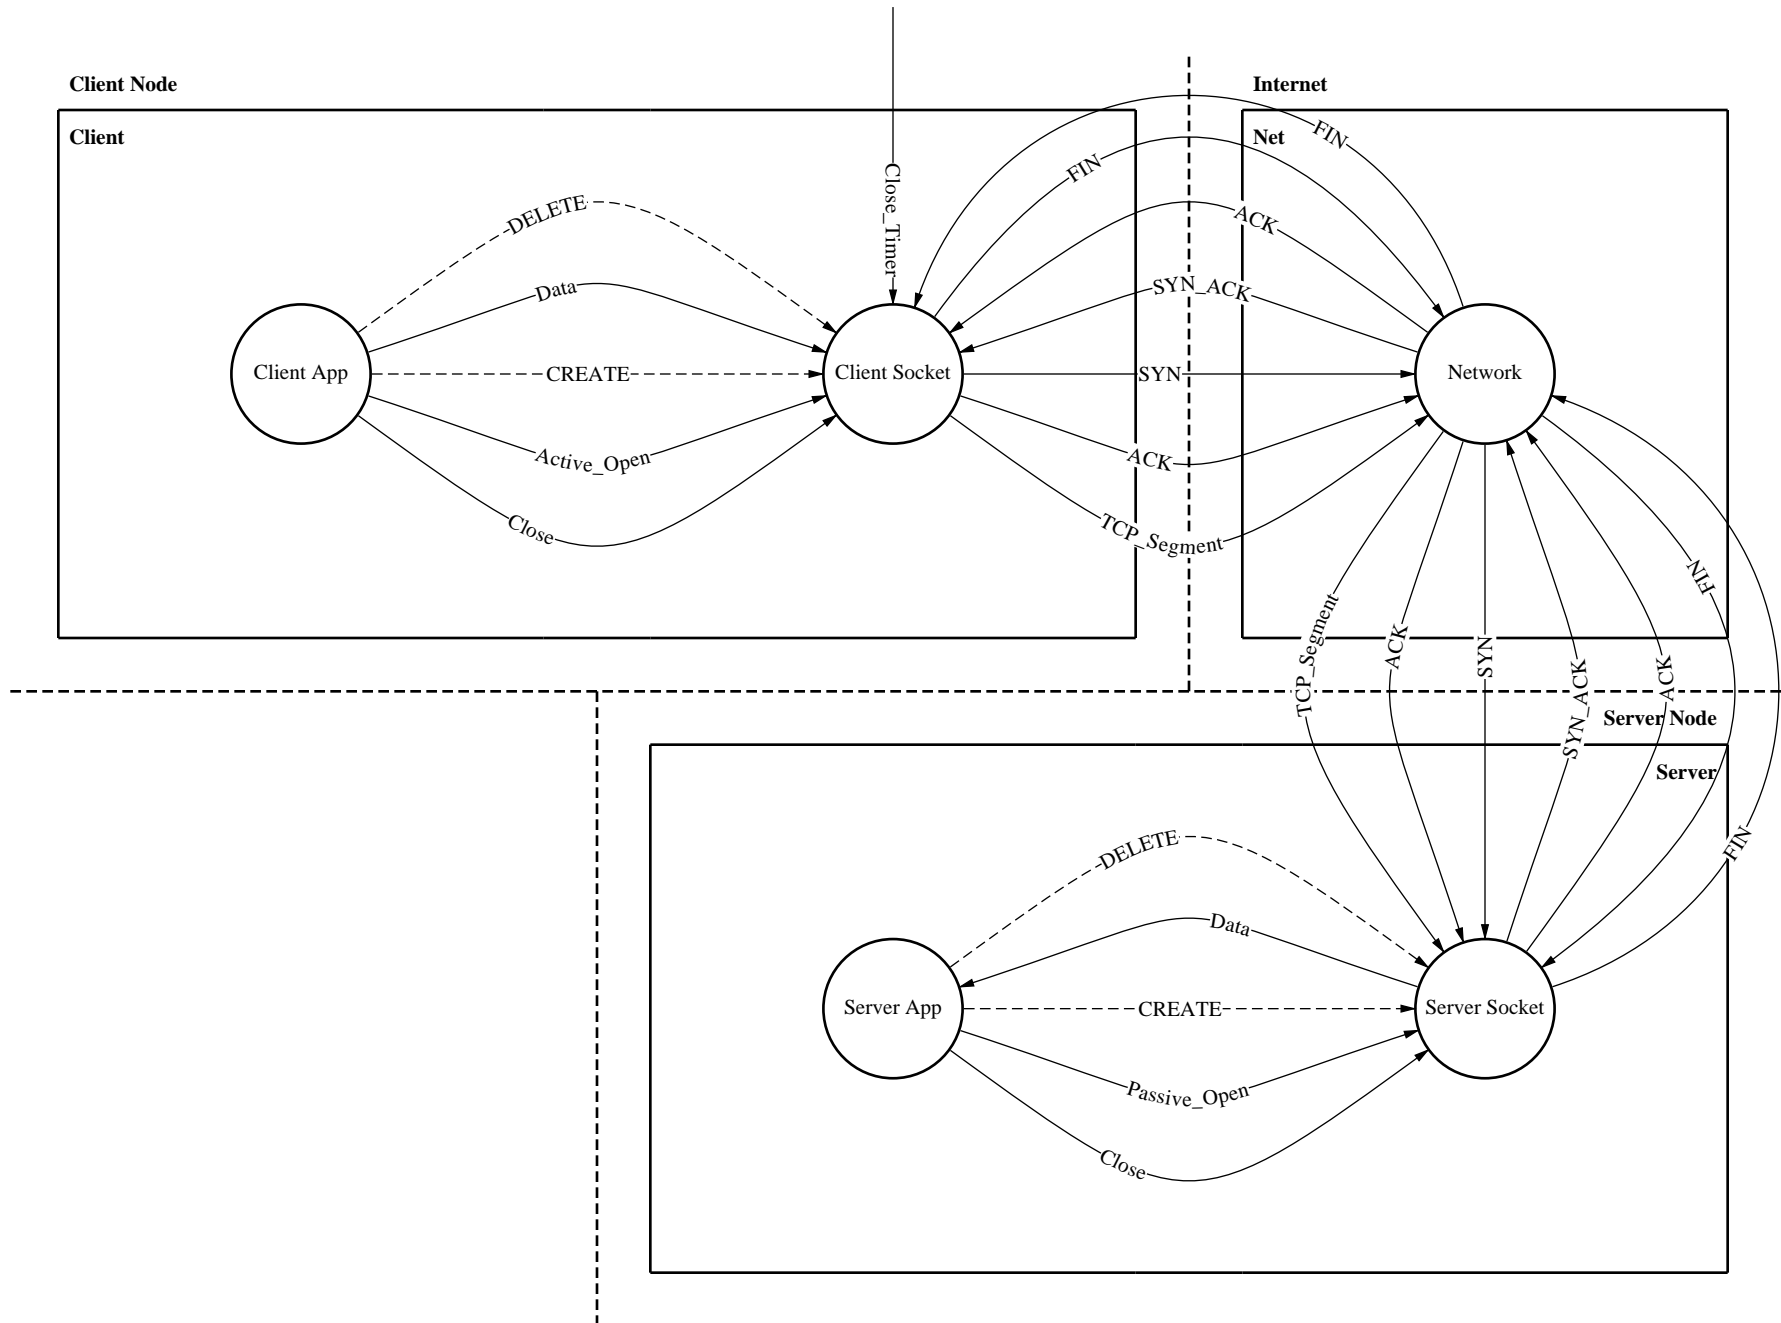 Client Node
Internet
Client
Net
FIN
FIN
Close_Timer
DELETE
ACK
Data
SYN_ACK
Client App
CREATE
Client Socket
SYN
Network
Active_Open
ACK
Close
TCP_Segment
FIN
TCP_Segment
ACK
SYN
SYN_ACK
ACK
Server Node
Server
FIN
DELETE
Data
Server App
CREATE
Server Socket
Passive_Open
Close